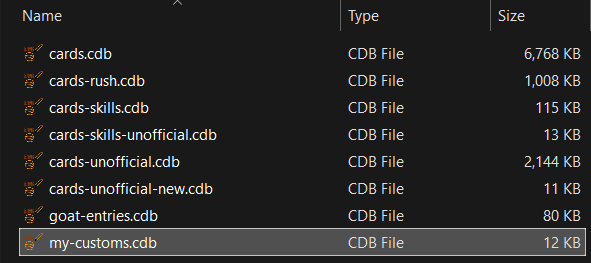 Name Type Size
cards.cdb CDB File 6,768 KB
cards-rush.cdb CDB File 1,008 KB
cards-skills.cdb CDB File 115 KB
cards-skills-unofficial.cdb CDB File 13 KB
cards-unofficial.cdb CDB File 2,144 KB
cards-unofficial-new.cdb CDB File 11 KB
goat-entries.cdb CDB File 80 KB
my-customs.cdb CDB File 12 KB